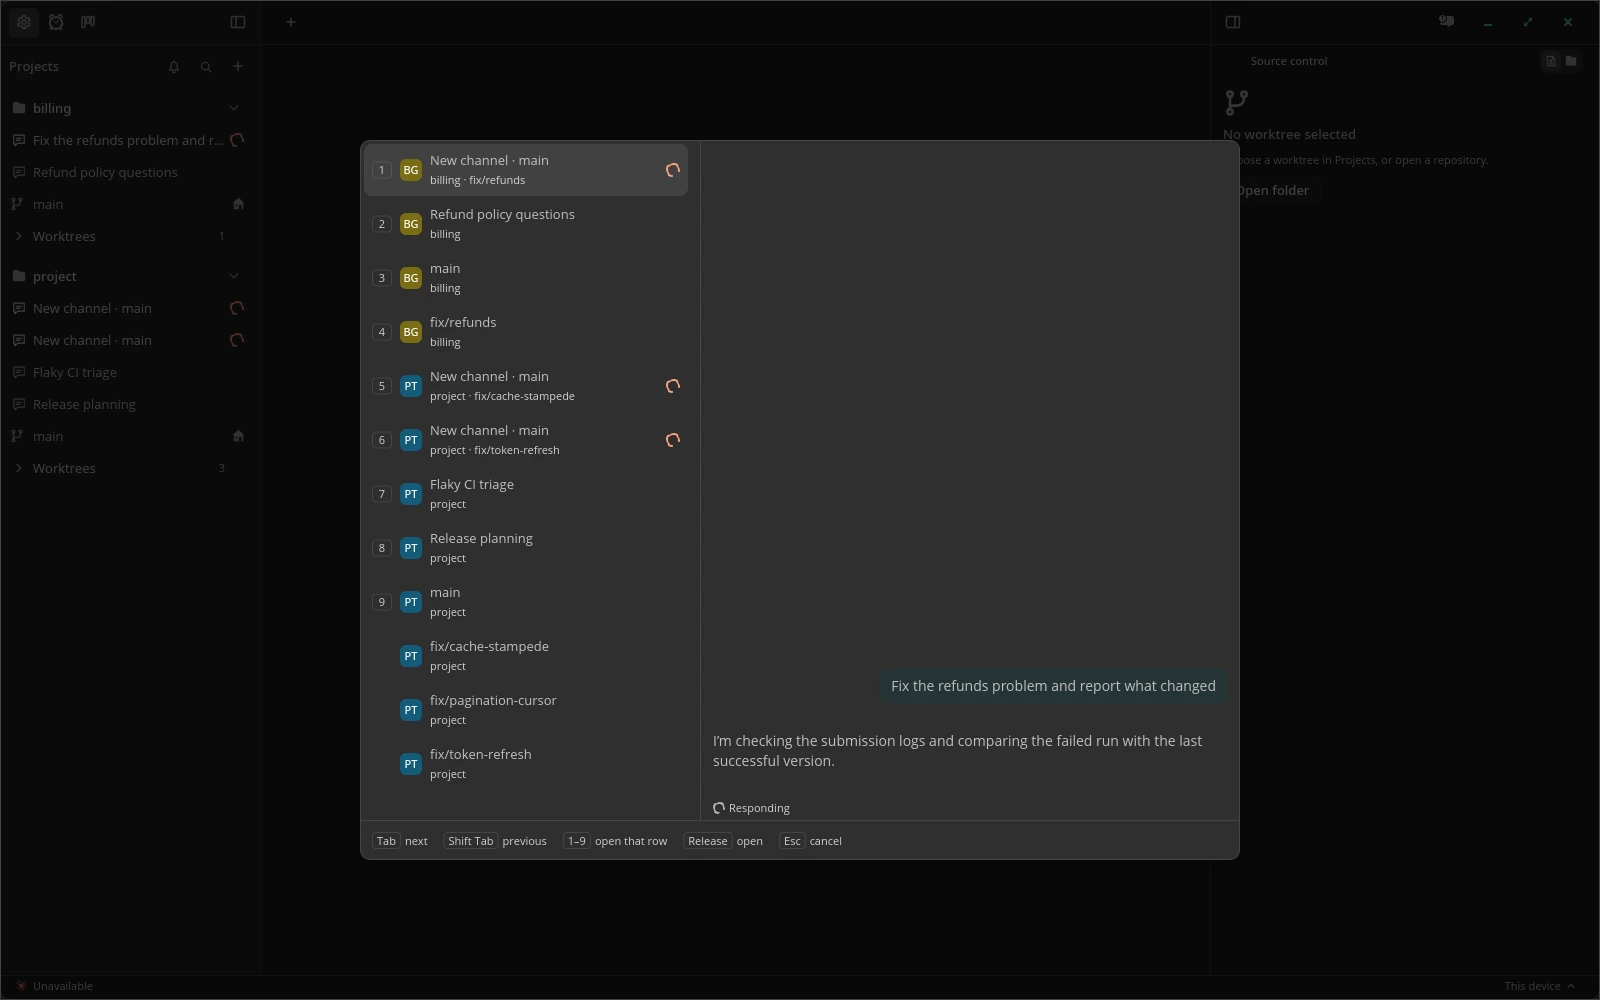 Projects
billing
Fix the refunds problem and r...
Refund policy questions
main
Worktrees 1
project
New channel · main
New channel · main
Flaky CI triage
Release planning
main
Worktrees 3
1 BG New channel · main
billing · fix/refunds
2 BG Refund policy questions
billing
3 BG main
billing
4 BG fix/refunds
billing
5 PT New channel · main
project · fix/cache-stampede
6 PT New channel · main
project · fix/token-refresh
7 PT Flaky CI triage
project
8 PT Release planning
project
9 PT main
project
PT fix/cache-stampede
project
PT fix/pagination-cursor
project
PT fix/token-refresh
project
Fix the refunds problem and report what changed
I'm checking the submission logs and comparing the failed run with the last
successful version.
Responding
Tab next Shift Tab previous 1–9 open that row Release open Esc cancel
Source control
No worktree selected
a worktree in Projects, or open a repository.
Open folder
Unavailable
This device